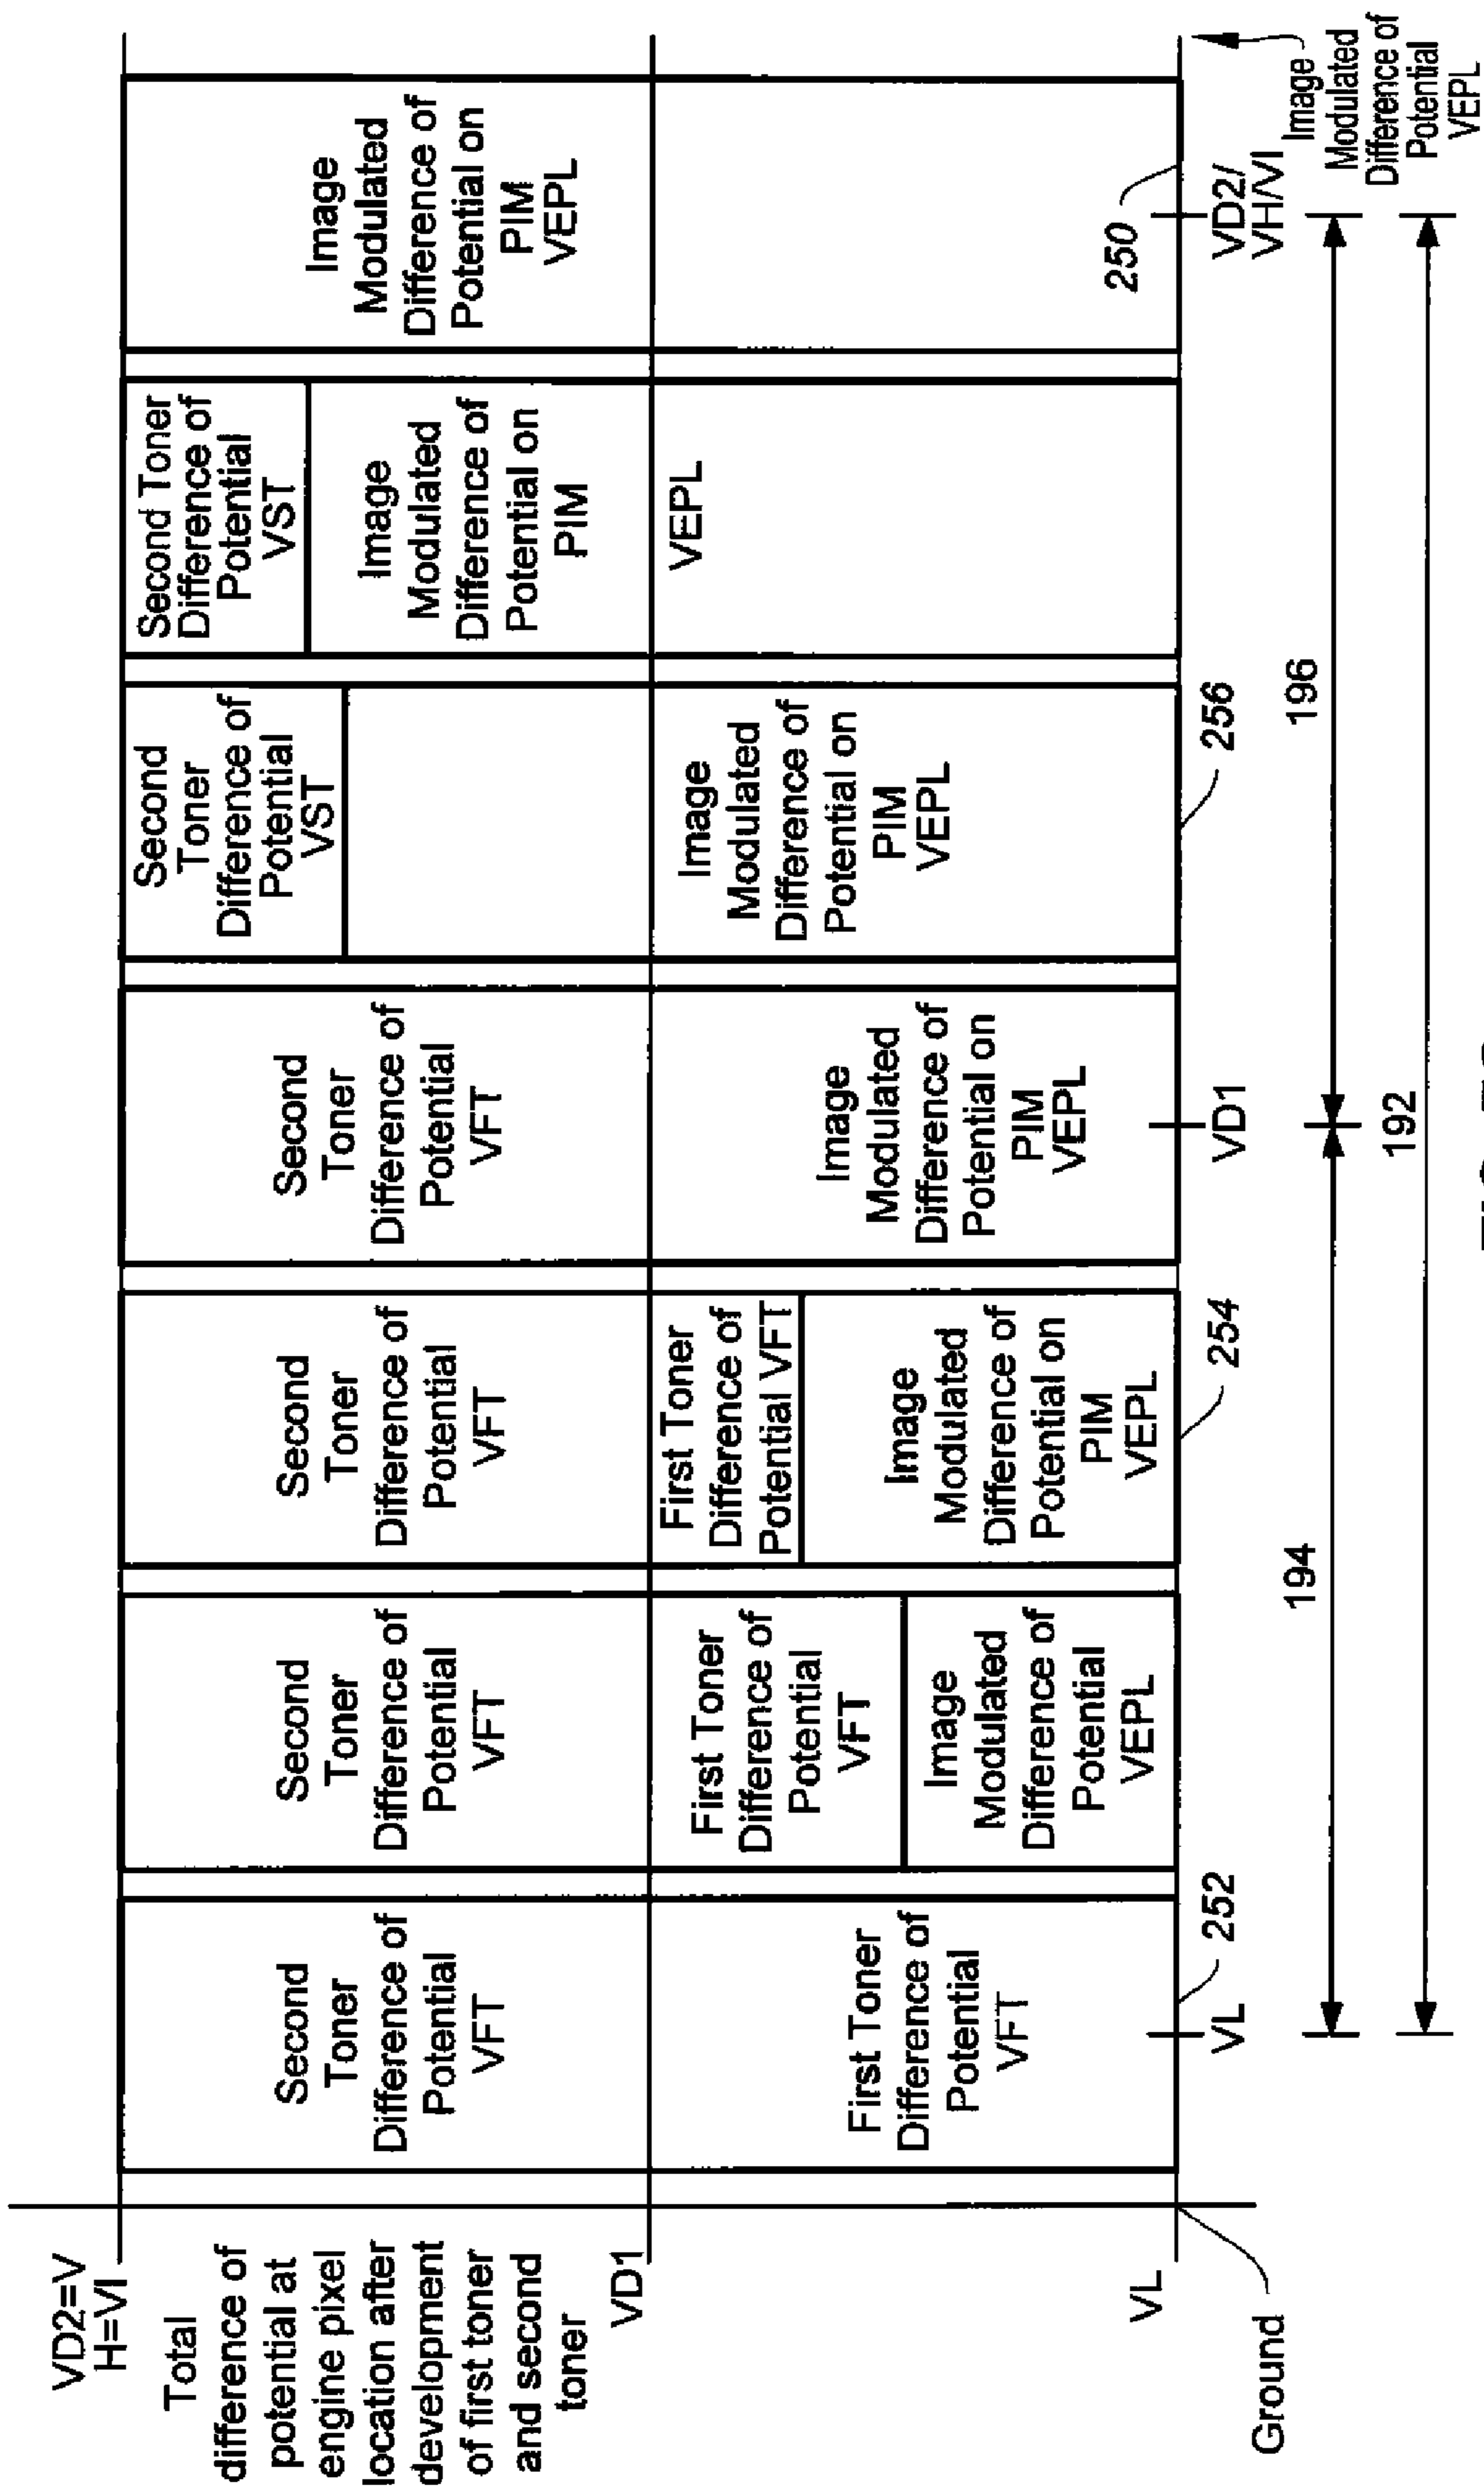 VD2=V
H=VI
Total
difference of
potential at
engine pixel
location after
development
of first toner
and second
toner
VD1
VL
Ground
Second
Toner
Difference of
Potential
VFT
First Toner
Difference of
Potential
VFT
Second
Toner
Difference of
Potential
VFT
First Toner
Difference of
Potential
VFT
Image
Modulated
Difference of
Potential
VEPL
Second
Toner
Difference of
Potential
VFT
First Toner
Difference of
Potential VFT
Image
Modulated
Difference of
Potential on
PIM
VEPL
Second
Toner
Difference of
Potential
VFT
Image
Modulated
Difference of
Potential on
PIM
VEPL
Second
Toner
Difference of
Potential
VST
Image
Modulated
Difference of
Potential on
PIM
VEPL
Second Toner
Difference of
Potential
VST
Image
Modulated
Difference of
Potential on
PIM
VEPL
Image
Modulated
Difference of
Potential on
PIM
VEPL
250
VL
252
254
VD1
256
VD2/
VH/VI
Image
Modulated
Difference of
Potential
VEPL
194
196
192